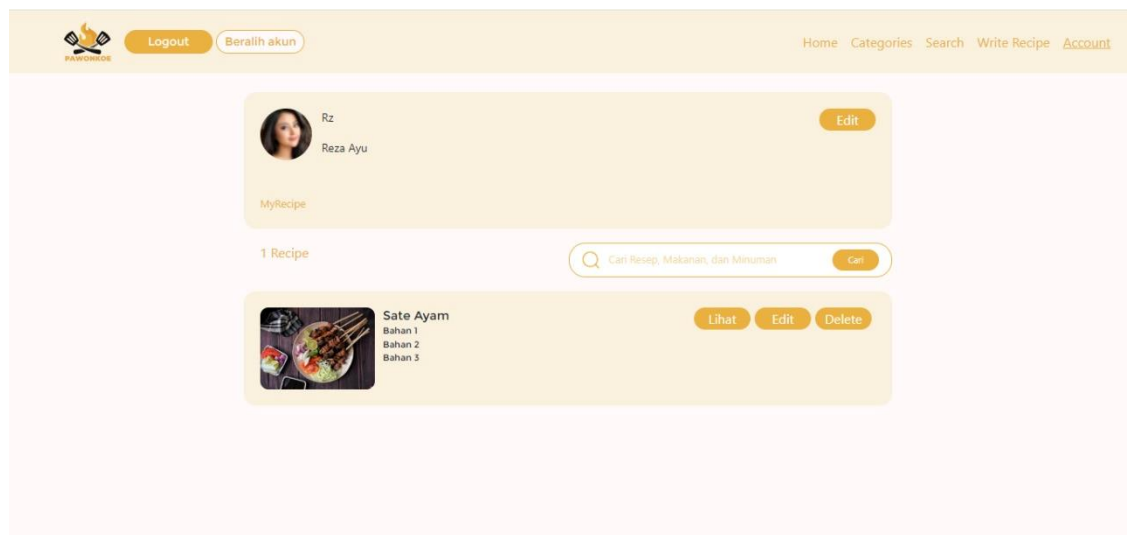 PAWONKOE
Logout
Beralih akun
Home Categories Search Write Recipe Account
Rz
Reza Ayu
Edit
MyRecipe
1 Recipe
Cari Resep, Makanan, dan Minuman
Cari
Sate Ayam
Bahan 1
Bahan 2
Bahan 3
Lihat Edit Delete